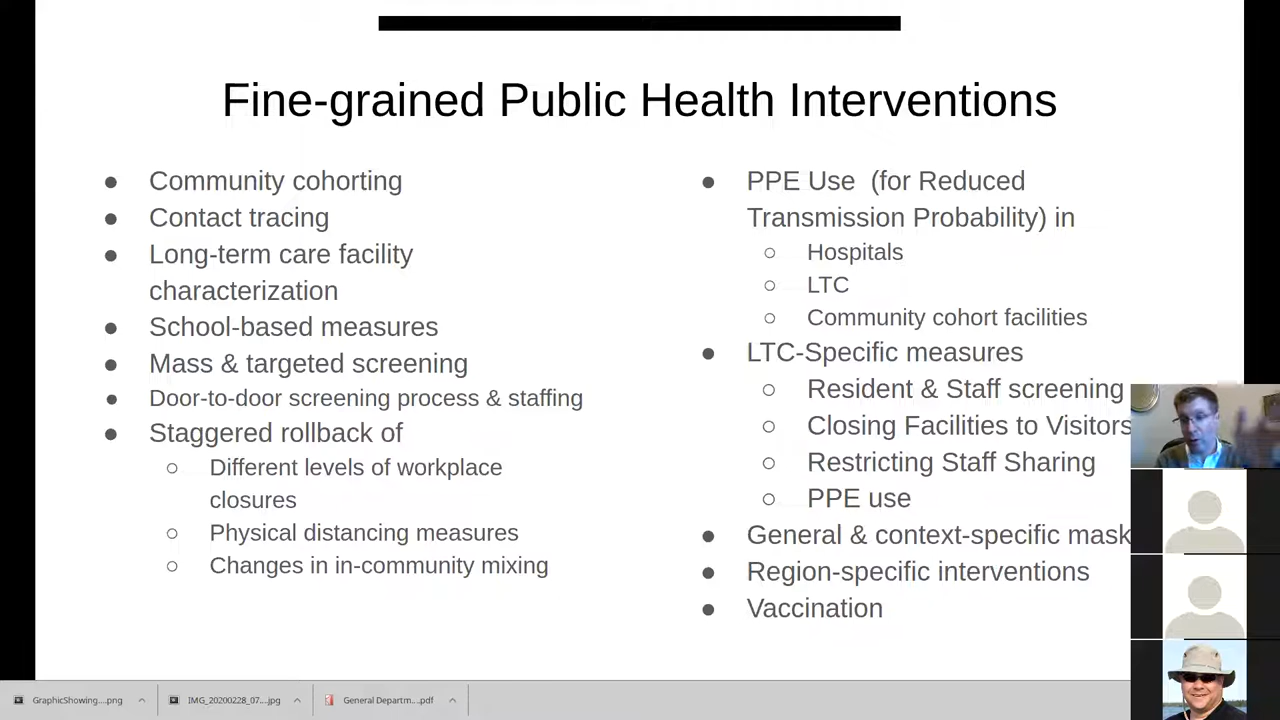 Fine-grained Public Health Interventions
● Community cohorting
● Contact tracing
● Long-term care facility
characterization
● School-based measures
● Mass & targeted screening
● Door-to-door screening process & staffing
● Staggered rollback of
○ Different levels of workplace
closures
○ Physical distancing measures
○ Changes in in-community mixing
● PPE Use (for Reduced
Transmission Probability) in
○ Hospitals
○ LTC
○ Community cohort facilities
● LTC-Specific measures
○ Resident & Staff screening
○ Closing Facilities to Visitors
○ Restricting Staff Sharing
○ PPE use
● General & context-specific mask
● Region-specific interventions
● Vaccination
GraphicShowing....png
IMG_20200228_07...jpg
General Departm...pdf